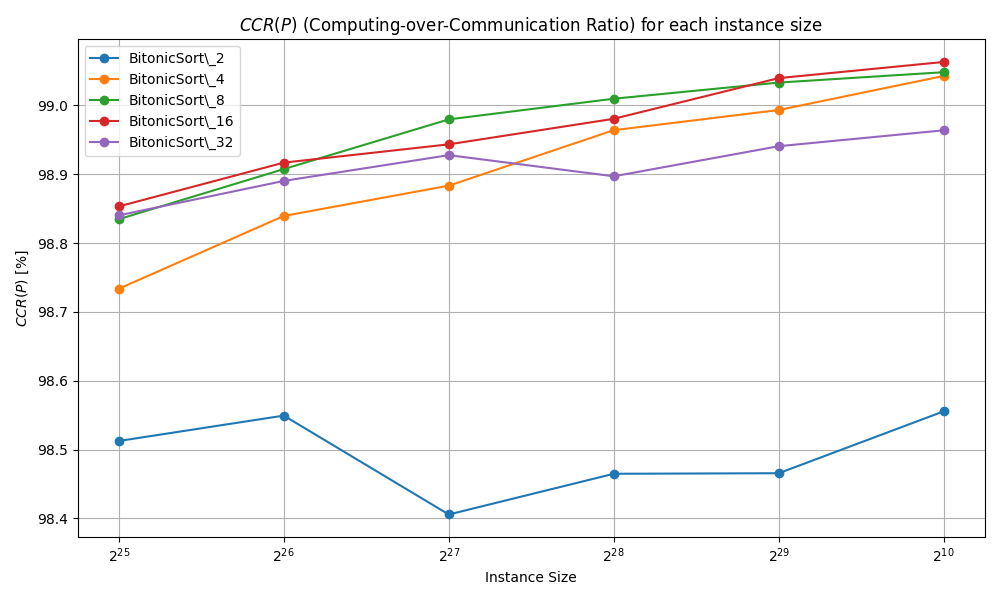 CCR(P) (Computing-over-Communication Ratio) for each instance size
BitonicSort\_2
BitonicSort\_4
BitonicSort\_8
BitonicSort\_16
BitonicSort\_32
CCR(P) [%]
99.0
98.9
98.8
98.7
98.6
98.5
98.4
2^25 2^26 2^27 2^28 2^29 2^10
Instance Size